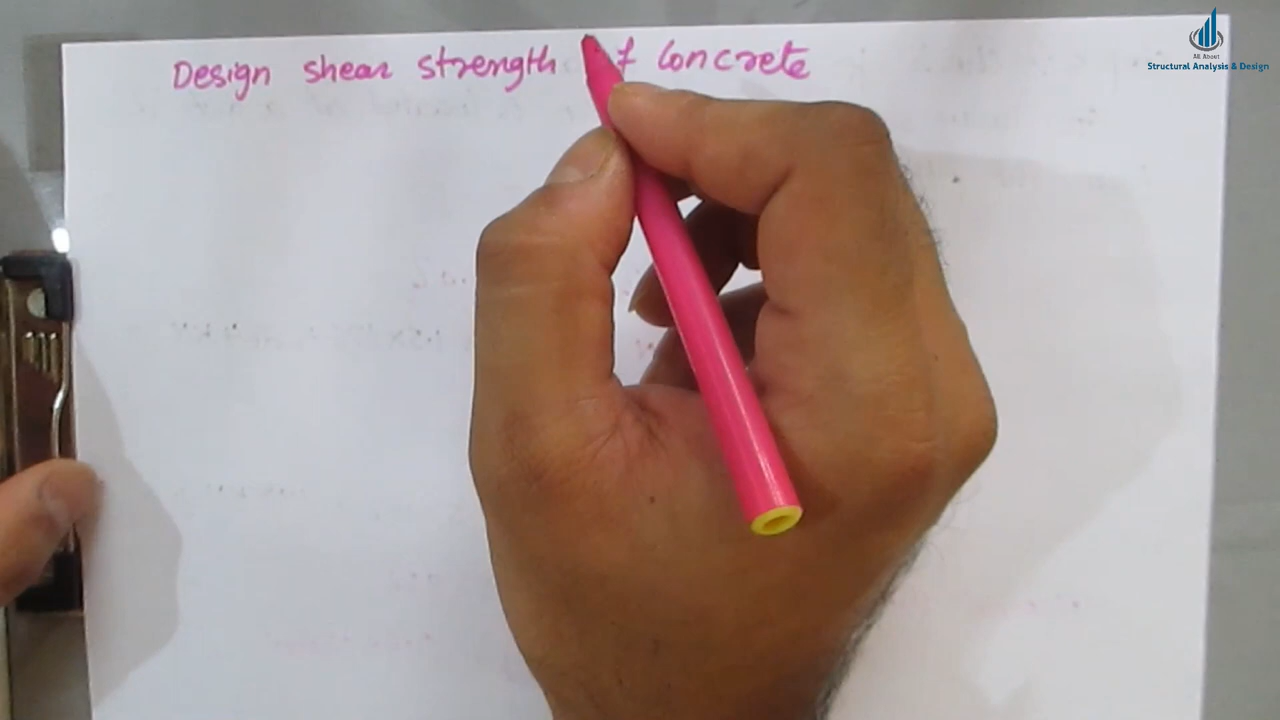 Design shear strength of concrete
All About
Structural Analysis & Design